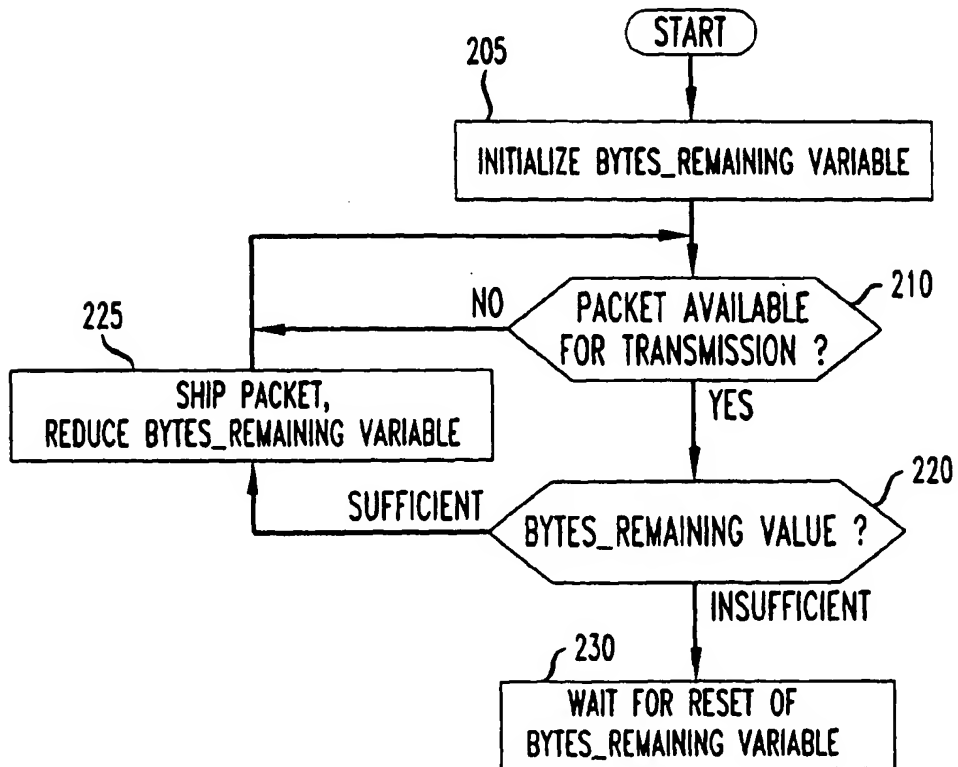 START
205
INITIALIZE BYTES_REMAINING VARIABLE
210
NO
PACKET AVAILABLE
FOR TRANSMISSION ?
225
YES
SHIP PACKET,
REDUCE BYTES_REMAINING VARIABLE
220
SUFFICIENT
BYTES_REMAINING VALUE ?
INSUFFICIENT
230
WAIT FOR RESET OF
BYTES_REMAINING VARIABLE